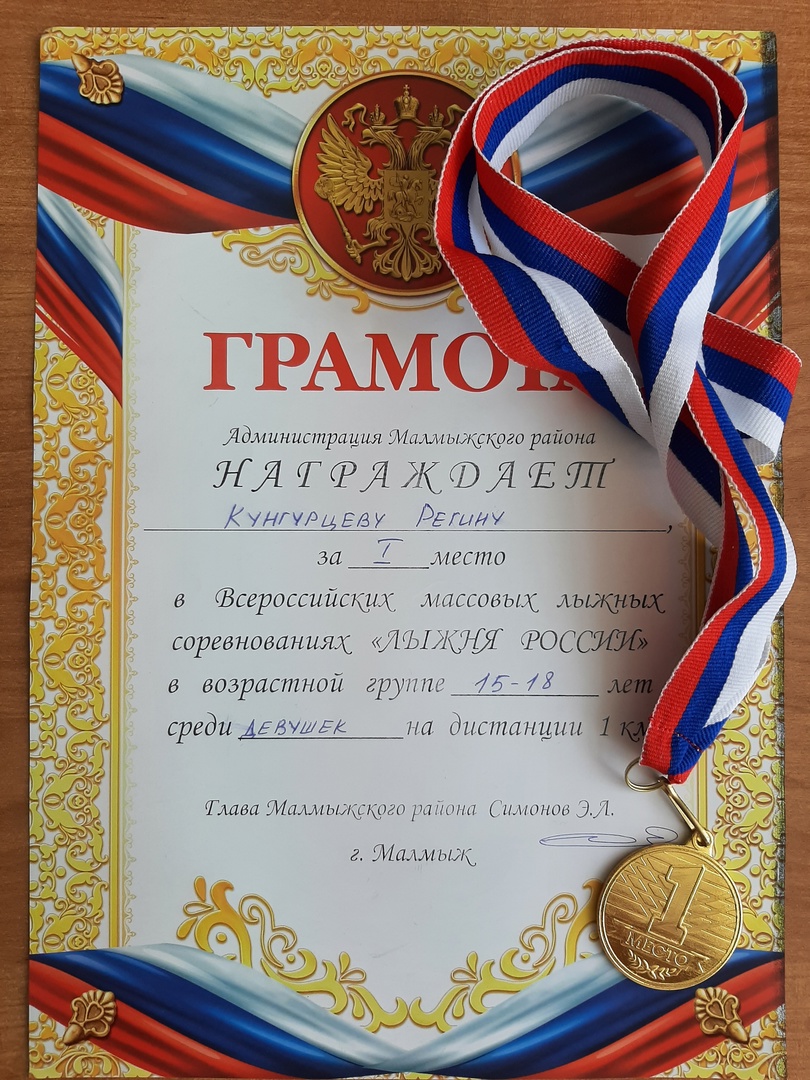 ГРАМОТА
Администрация Малмыжского района
НАГРАЖДАЕТ
Кунгурцеву Регину,
за I место
в Всероссийских массовых лыжных
соревнованиях «ЛЫЖНЯ РОССИИ»
в возрастной группе 15-18 лет
среди девушек на дистанции 1 км
Глава Малмыжского района Симонов Э.Л.
г. Малмыж
1
МЕСТО